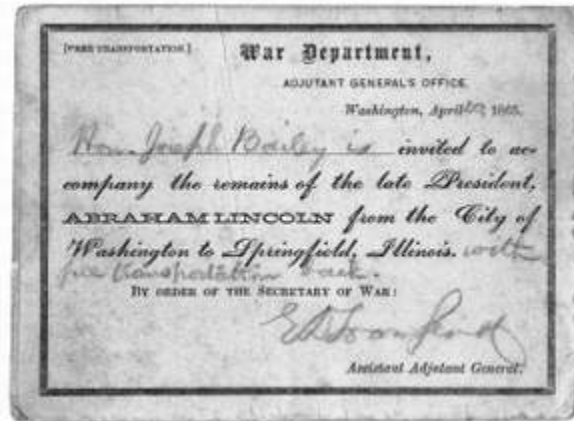 [FREE TRANSPORTATION.]
War Department,
ADJUTANT GENERAL'S OFFICE,
Washington, April 1865.
Hon. Joseph Bailey is invited to ac-
company the remains of the late President,
ABRAHAM LINCOLN from the City of
Washington to Springfield, Illinois. with
free transportation back.
BY ORDER OF THE SECRETARY OF WAR:
Assistant Adjutant General.